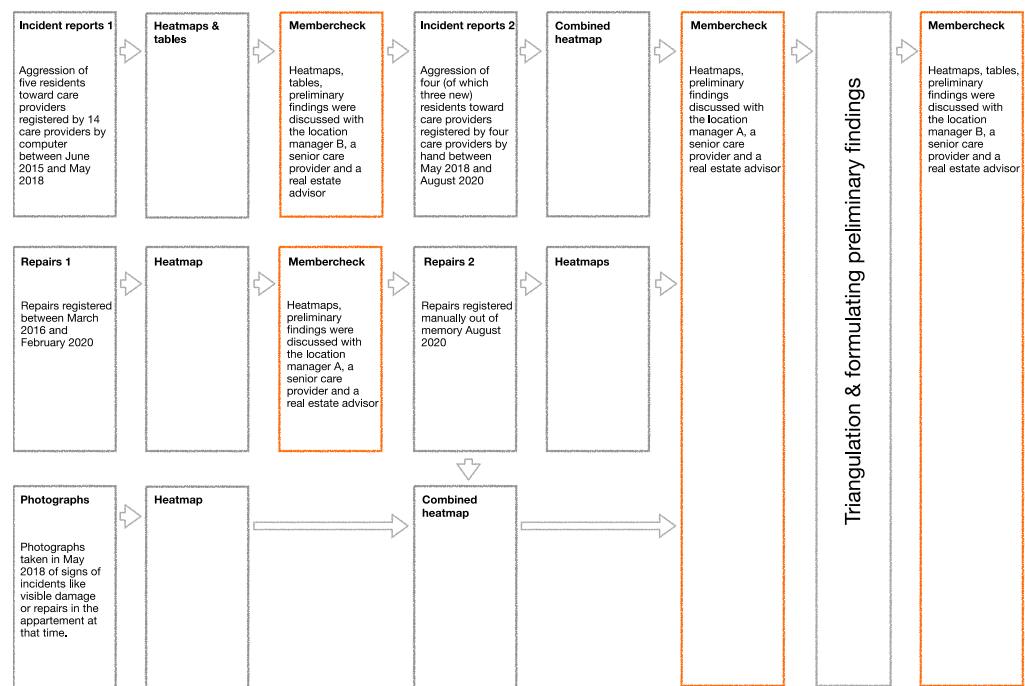 Incident reports 1
Aggression of
five residents
toward care
providers
registered by 14
care providers by
computer
between June
2015 and May
2018
Heatmaps &
tables
Membercheck
Heatmaps,
tables,
preliminary
findings were
discussed with
the location
manager B, a
senior care
provider and a
real estate
advisor
Incident reports 2
Aggression of
four (of which
three new)
residents toward
care providers
registered by four
care providers by
hand between
May 2018 and
August 2020
Combined
heatmap
Membercheck
Heatmaps,
preliminary
findings
discussed with
the location
manager A, a
senior care
provider and a
real estate advisor
Triangulation & formulating preliminary findings
Membercheck
Heatmaps, tables,
preliminary
findings were
discussed with
the location
manager B, a
senior care
provider and a
real estate advisor
Repairs 1
Repairs registered
between March
2016 and
February 2020
Heatmap
Membercheck
Heatmaps,
preliminary
findings were
discussed with
the location
manager A, a
senior care
provider and a
real estate advisor
Repairs 2
Repairs registered
manually out of
memory August
2020
Heatmaps
Photographs
Photographs
taken in May
2018 of signs of
incidents like
visible damage
or repairs in the
appartement at
that time.
Heatmap
Combined
heatmap